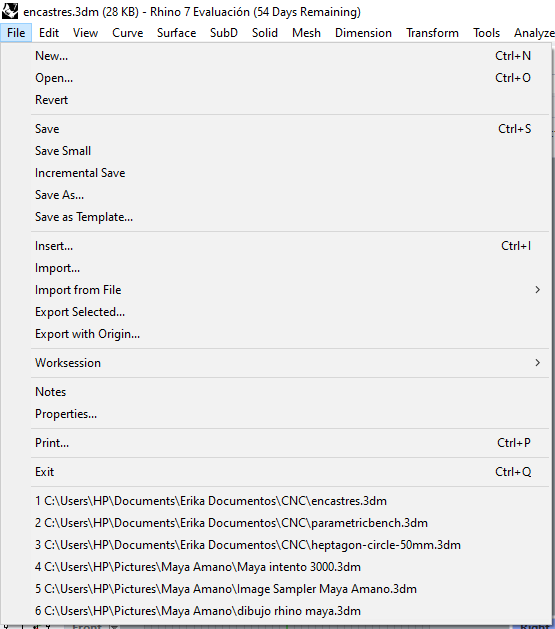 encastres.3dm (28 KB) - Rhino 7 Evaluación (54 Days Remaining)
File Edit View Curve Surface SubD Solid Mesh Dimension Transform Tools Analyze
New... Ctrl+N
Open... Ctrl+O
Revert
Save Ctrl+S
Save Small
Incremental Save
Save As...
Save as Template...
Insert... Ctrl+I
Import...
Import from File
Export Selected...
Export with Origin...
Worksession
Notes
Properties...
Print... Ctrl+P
Exit Ctrl+Q
1 C:\Users\HP\Documents\Erika Documentos\CNC\encastres.3dm
2 C:\Users\HP\Documents\Erika Documentos\CNC\parametricbench.3dm
3 C:\Users\HP\Documents\Erika Documentos\CNC\heptagon-circle-50mm.3dm
4 C:\Users\HP\Pictures\Maya Amano\Maya intento 3000.3dm
5 C:\Users\HP\Pictures\Maya Amano\Image Sampler Maya Amano.3dm
6 C:\Users\HP\Pictures\Maya Amano\dibujo rhino maya.3dm
Front Right